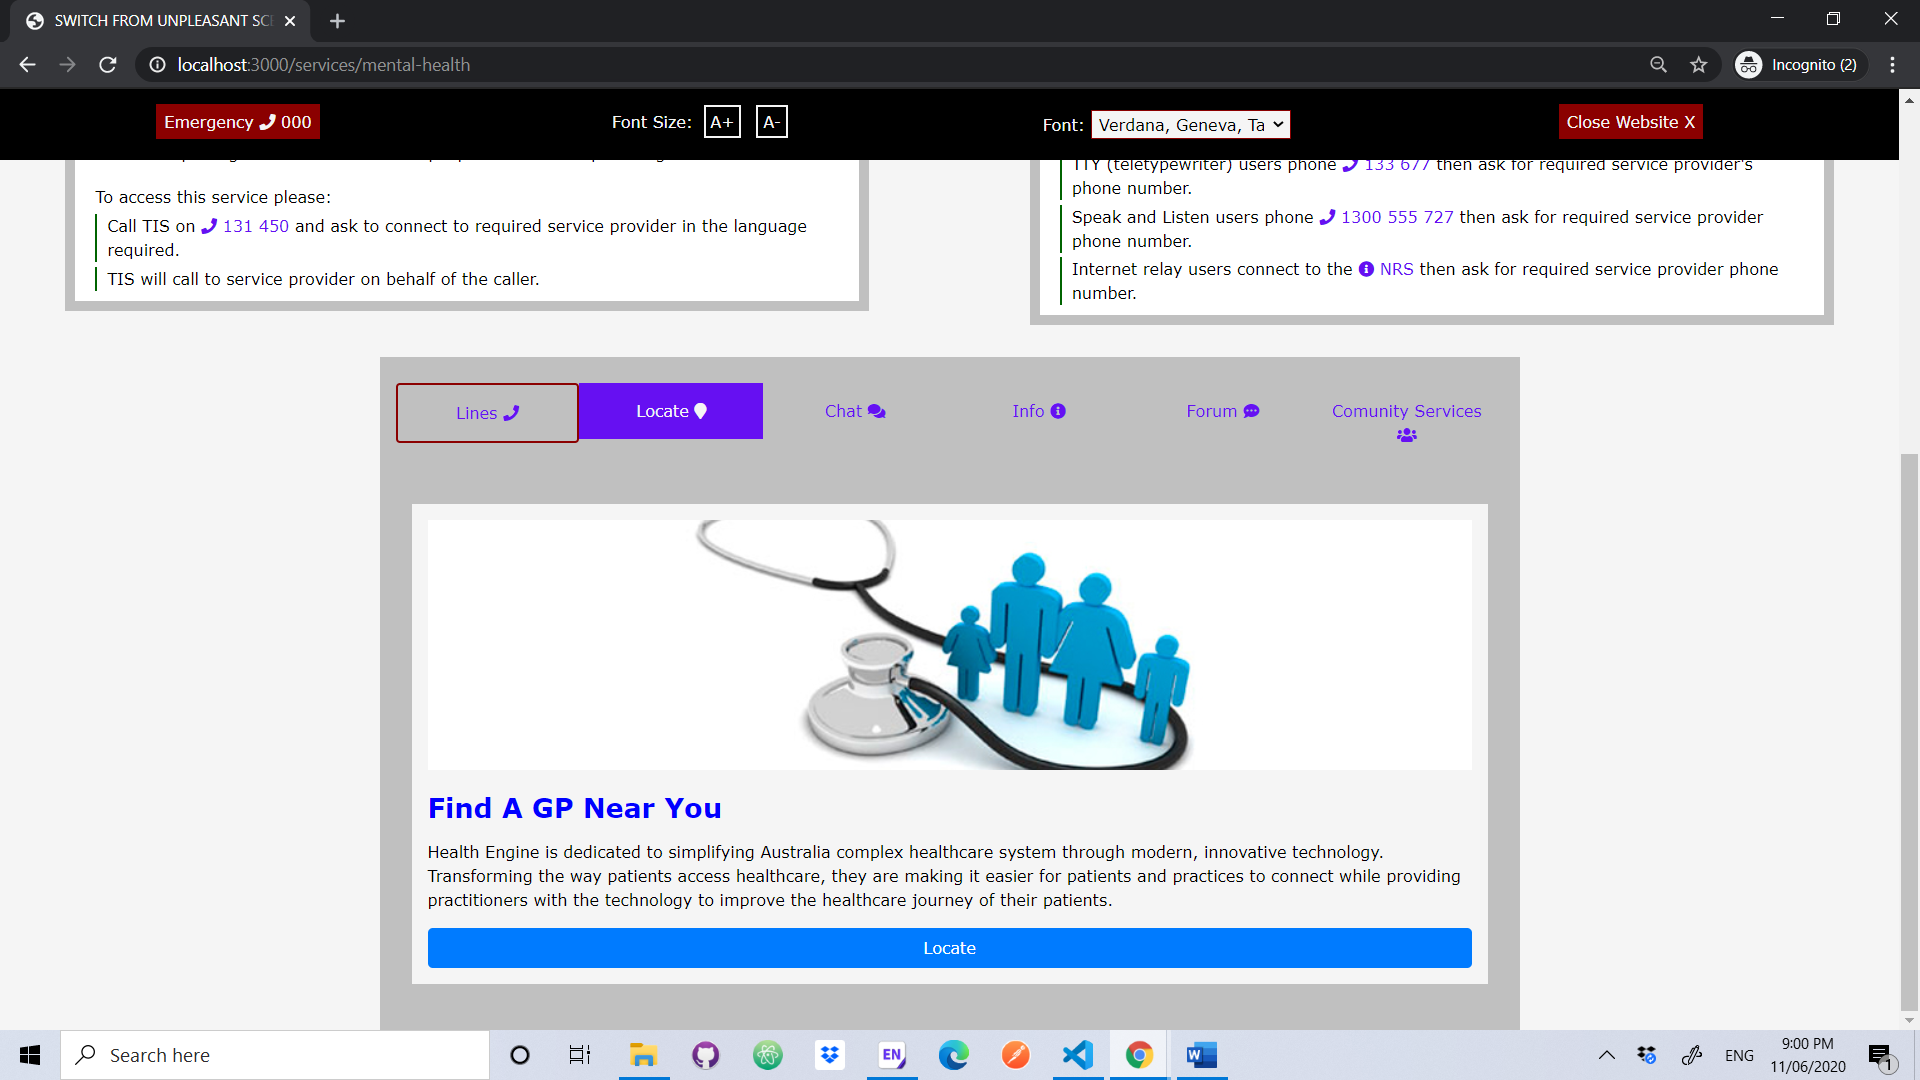 SWITCH FROM UNPLEASANT SCE
localhost:3000/services/mental-health
Incognito (2)
Emergency 000
Font Size: A+ A-
Font: Verdana, Geneva, Ta
Close Website X
To access this service please:
Call TIS on 131 450 and ask to connect to required service provider in the language
required.
TIS will call to service provider on behalf of the caller.
TTY (teletypewriter) users phone 133 677 then ask for required service provider's
phone number.
Speak and Listen users phone 1300 555 727 then ask for required service provider
phone number.
Internet relay users connect to the NRS then ask for required service provider phone
number.
Lines
Locate
Chat
Info
Forum
Comunity Services
Find A GP Near You
Health Engine is dedicated to simplifying Australia complex healthcare system through modern, innovative technology.
Transforming the way patients access healthcare, they are making it easier for patients and practices to connect while providing
practitioners with the technology to improve the healthcare journey of their patients.
Locate
Search here
EN
W
ENG
9:00 PM
11/06/2020
1